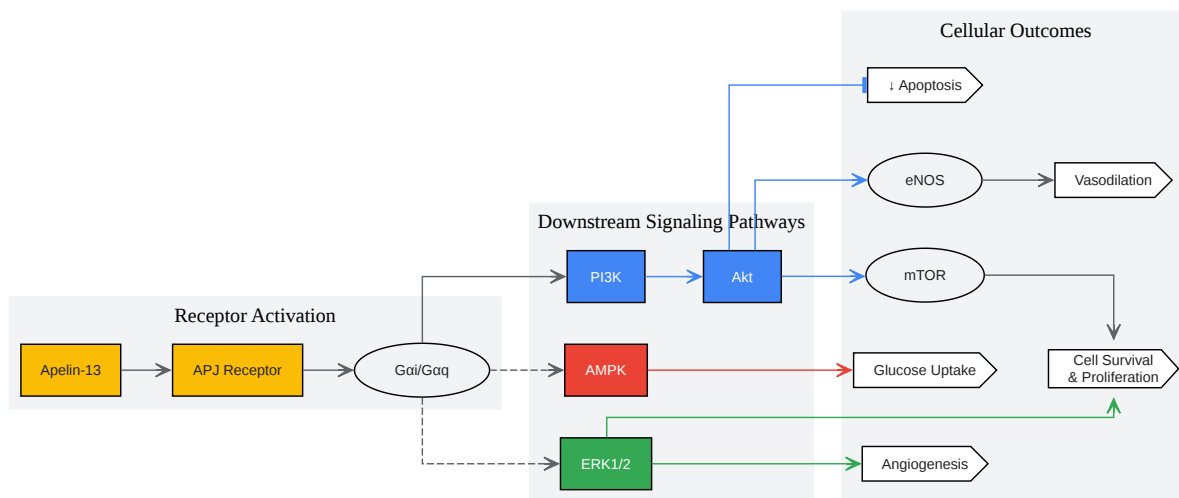 Cellular Outcomes
↓ Apoptosis
eNOS
Vasodilation
Downstream Signaling Pathways
PI3K
Akt
mTOR
Receptor Activation
Apelin-13
APJ Receptor
Gαi/Gαq
AMPK
Glucose Uptake
Cell Survival
& Proliferation
ERK1/2
Angiogenesis